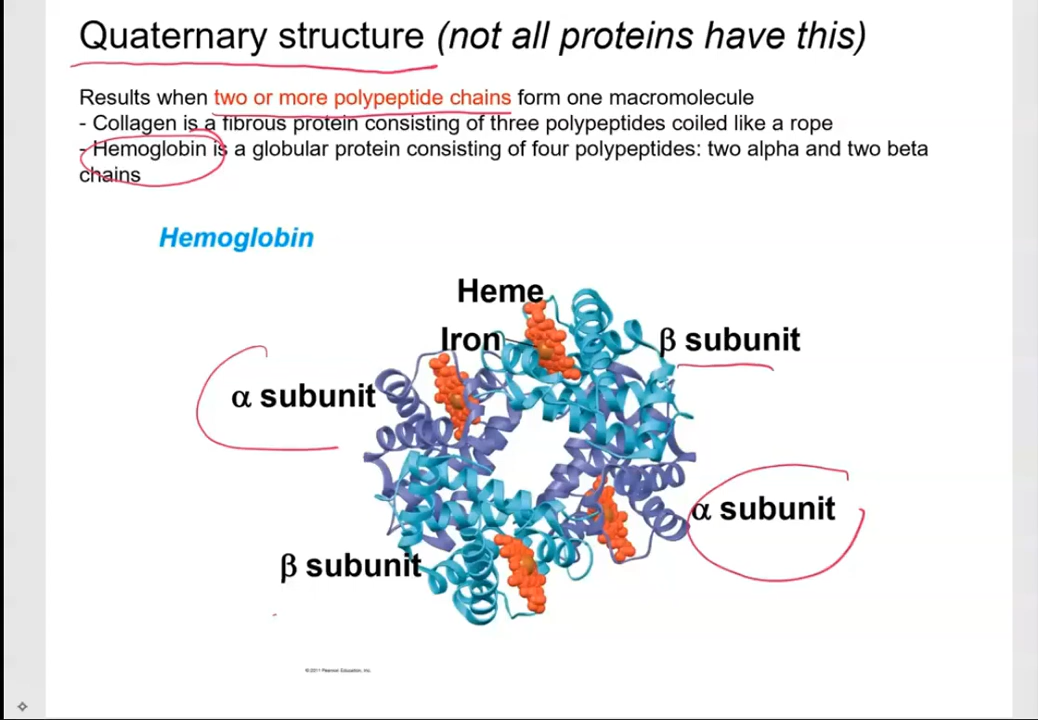 Quaternary structure (not all proteins have this)
Results when two or more polypeptide chains form one macromolecule
- Collagen is a fibrous protein consisting of three polypeptides coiled like a rope
- Hemoglobin is a globular protein consisting of four polypeptides: two alpha and two beta
chains
Hemoglobin
Heme
Iron
β subunit
α subunit
α subunit
β subunit
©2011 Pearson Education, Inc.